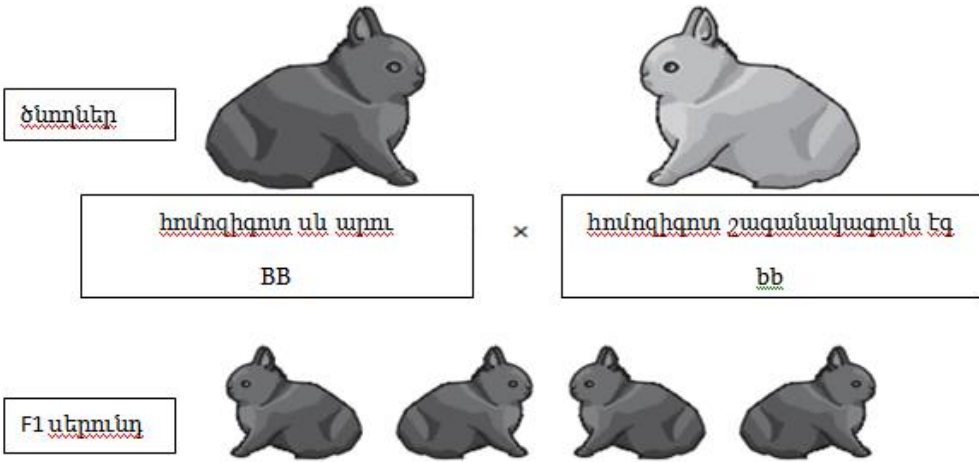 ծնողներ
հոմոզիգոտ սև արու
BB
×
հոմոզիգոտ շագանակագույն էգ
bb
F1 սերունդ